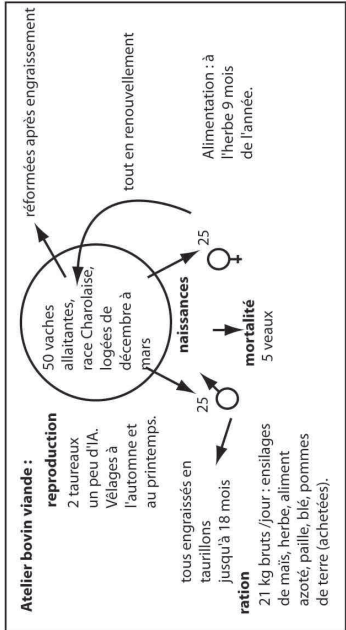 Atelier bovin viande :
reproduction
2 taureaux
un peu d'IA.
Vêlages à
l'automne et
au printemps.
50 vaches
allaitantes,
race Charolaise,
logées de
décembre à
mars
réformées après engraissement
tout en renouvellement
naissances
25
25
mortalité
5 veaux
Alimentation : à
l'herbe 9 mois
de l'année.
tous engraissés en
taurillons
jusqu'à 18 mois
ration
21 kg bruts /jour : ensilages
de maïs, herbe, aliment
azoté, paille, blé, pommes
de terre (achetées).